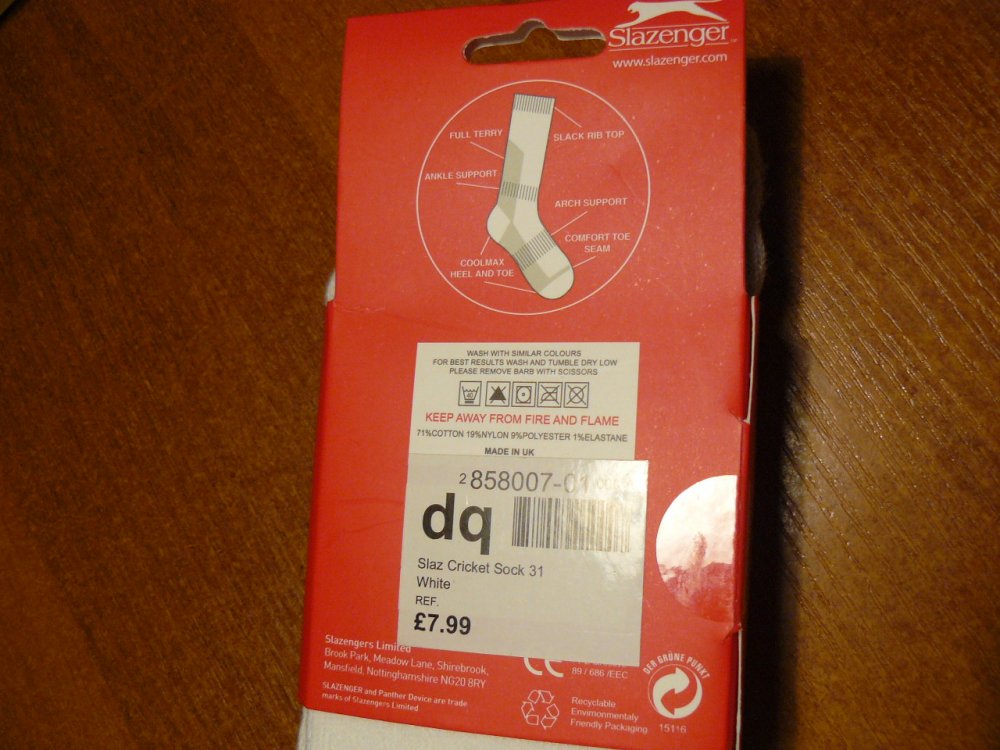 Slazenger
www.slazenger.com
FULL TERRY
SLACK RIB TOP
ANKLE SUPPORT
ARCH SUPPORT
COMFORT TOE
SEAM
COOLMAX
HEEL AND TOE
WASH WITH SIMILAR COLOURS
FOR BEST RESULTS WASH AND TUMBLE DRY LOW
PLEASE REMOVE BARB WITH SCISSORS
40
KEEP AWAY FROM FIRE AND FLAME
71%COTTON 19%NYLON 9%POLYESTER 1%ELASTANE
MADE IN UK
2 858007-01
dq
Slaz Cricket Sock 31
White
REF.
£7.99
Slazengers Limited
Brook Park, Meadow Lane, Shirebrook,
Mansfield, Nottinghamshire NG20 8RY
SLAZENGER and Panther Device are trade
marks of Slazengers Limited
CE
89 / 686 /EEC
Recyclable
Environmentaly
Friendly Packaging
DER GRÜNE PUNKT
15116